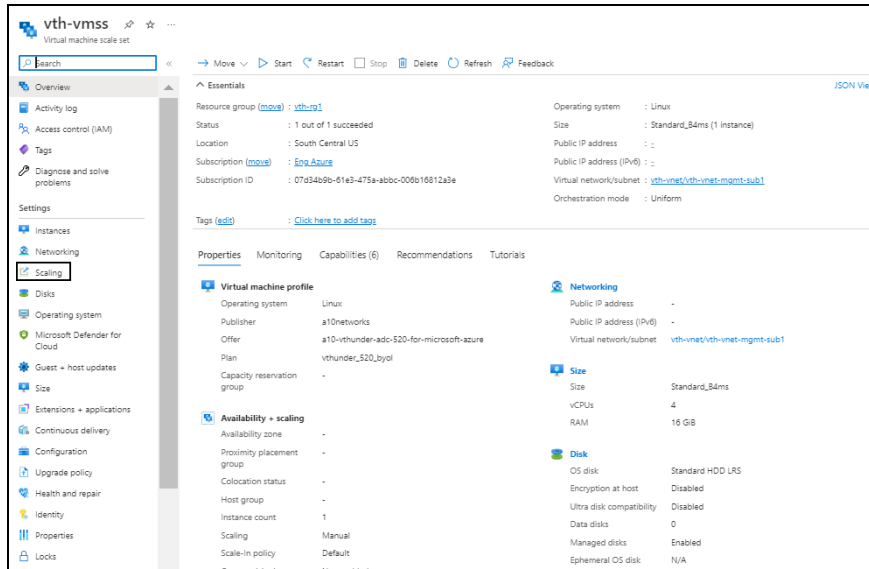 vth-vmss
Virtual machine scale set
Search
Move Start Restart Stop Delete Refresh Feedback
Overview
Activity log
Access control (IAM)
Tags
Diagnose and solve
problems
Settings
Instances
Networking
Scaling
Disks
Operating system
Microsoft Defender for
Cloud
Guest + host updates
Size
Extensions + applications
Continuous delivery
Configuration
Upgrade policy
Health and repair
Identity
Properties
Locks
Essentials
JSON Vie
Resource group (move) : vth-rg1
Status : 1 out of 1 succeeded
Location : South Central US
Subscription (move) : Eng Azure
Subscription ID : 07d34b9b-61e3-475a-abbc-006b16812a3e
Operating system : Linux
Size : Standard_B4ms (1 instance)
Public IP address : -
Public IP address (IPv6) : -
Virtual network/subnet : vth-vnet/vth-vnet-mgmt-sub1
Orchestration mode : Uniform
Tags (edit) : Click here to add tags
Properties Monitoring Capabilities (6) Recommendations Tutorials
Virtual machine profile
Operating system Linux
Publisher a10networks
Offer a10-vthunder-adc-520-for-microsoft-azure
Plan vthunder_520_byol
Capacity reservation
group -
Availability + scaling
Availability zone -
Proximity placement
group -
Colocation status -
Host group -
Instance count 1
Scaling Manual
Scale-In policy Default
Networking
Public IP address -
Public IP address (IPv6) -
Virtual network/subnet vth-vnet/vth-vnet-mgmt-sub1
Size
Size Standard_B4ms
vCPUs 4
RAM 16 GiB
Disk
OS disk Standard HDD LRS
Encryption at host Disabled
Ultra disk compatibility Disabled
Data disks 0
Managed disks Enabled
Ephemeral OS disk N/A